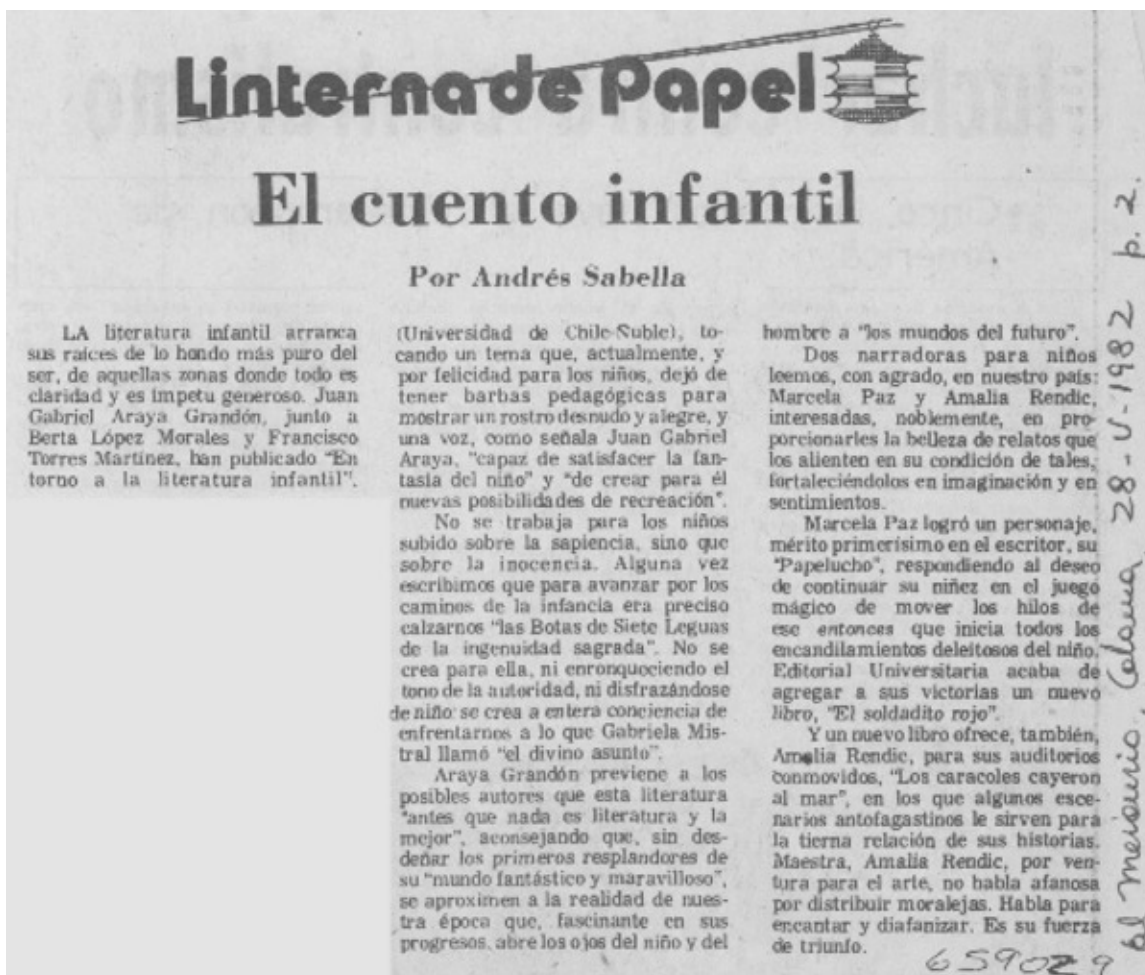 Linterna de Papel
El cuento infantil
Por Andrés Sabella
LA literatura infantil arranca
sus raíces de lo hondo más puro del
ser, de aquellas zonas donde todo es
claridad y es ímpetu generoso. Juan
Gabriel Araya Grandón, junto a
Berta López Morales y Francisco
Torres Martínez, han publicado "En
torno a la literatura infantil".
(Universidad de Chile-Ñuble), to-
cando un tema que, actualmente, y
por felicidad para los niños, dejó de
tener barbas pedagógicas para
mostrar un rostro desnudo y alegre, y
una voz, como señala Juan Gabriel
Araya, "capaz de satisfacer la fan-
tasía del niño" y "de crear para él
nuevas posibilidades de recreación".
No se trabaja para los niños
subido sobre la sapiencia, sino que
sobre la inocencia. Alguna vez
escribimos que para avanzar por los
caminos de la infancia era preciso
calzarnos "las Botas de Siete Leguas
de la ingenuidad sagrada". No se
crea para ella, ni enronqueciendo el
tono de la autoridad, ni disfrazándose
de niño: se crea a entera conciencia de
enfrentarnos a lo que Gabriela Mis-
tral llamó "el divino asunto".
Araya Grandón previene a los
posibles autores que esta literatura
"antes que nada es literatura y la
mejor", aconsejando que, sin des-
deñar los primeros resplandores de
su "mundo fantástico y maravilloso",
se aproximen a la realidad de nues-
tra época que, fascinante en sus
progresos, abre los ojos del niño y del
hombre a "los mundos del futuro".
Dos narradoras para niños
leemos, con agrado, en nuestro país:
Marcela Paz y Amalia Rendic,
interesadas, noblemente, en pro-
porcionarles la belleza de relatos que
los alienten en su condición de tales,
fortaleciéndolos en imaginación y en
sentimientos.
Marcela Paz logró un personaje,
mérito primerísimo en el escritor, su
"Papelucho", respondiendo al deseo
de continuar su niñez en el juego
mágico de mover los hilos de
ese entonces que inicia todos los
encandilamientos deleitosos del niño.
Editorial Universitaria acaba de
agregar a sus victorias un nuevo
libro, "El soldadito rojo".
Y un nuevo libro ofrece, también,
Amalia Rendic, para sus auditorios
conmovidos, "Los caracoles cayeron
al mar", en los que algunos esce-
narios antofagastinos le sirven para
la tierna relación de sus historias.
Maestra, Amalia Rendic, por ven-
tura para el arte, no habla afanosa
por distribuir moralejas. Habla para
encantar y diafanizar. Es su fuerza
de triunfo.
El Mercurio, Calama 28-V-1982 p. 2.
659029